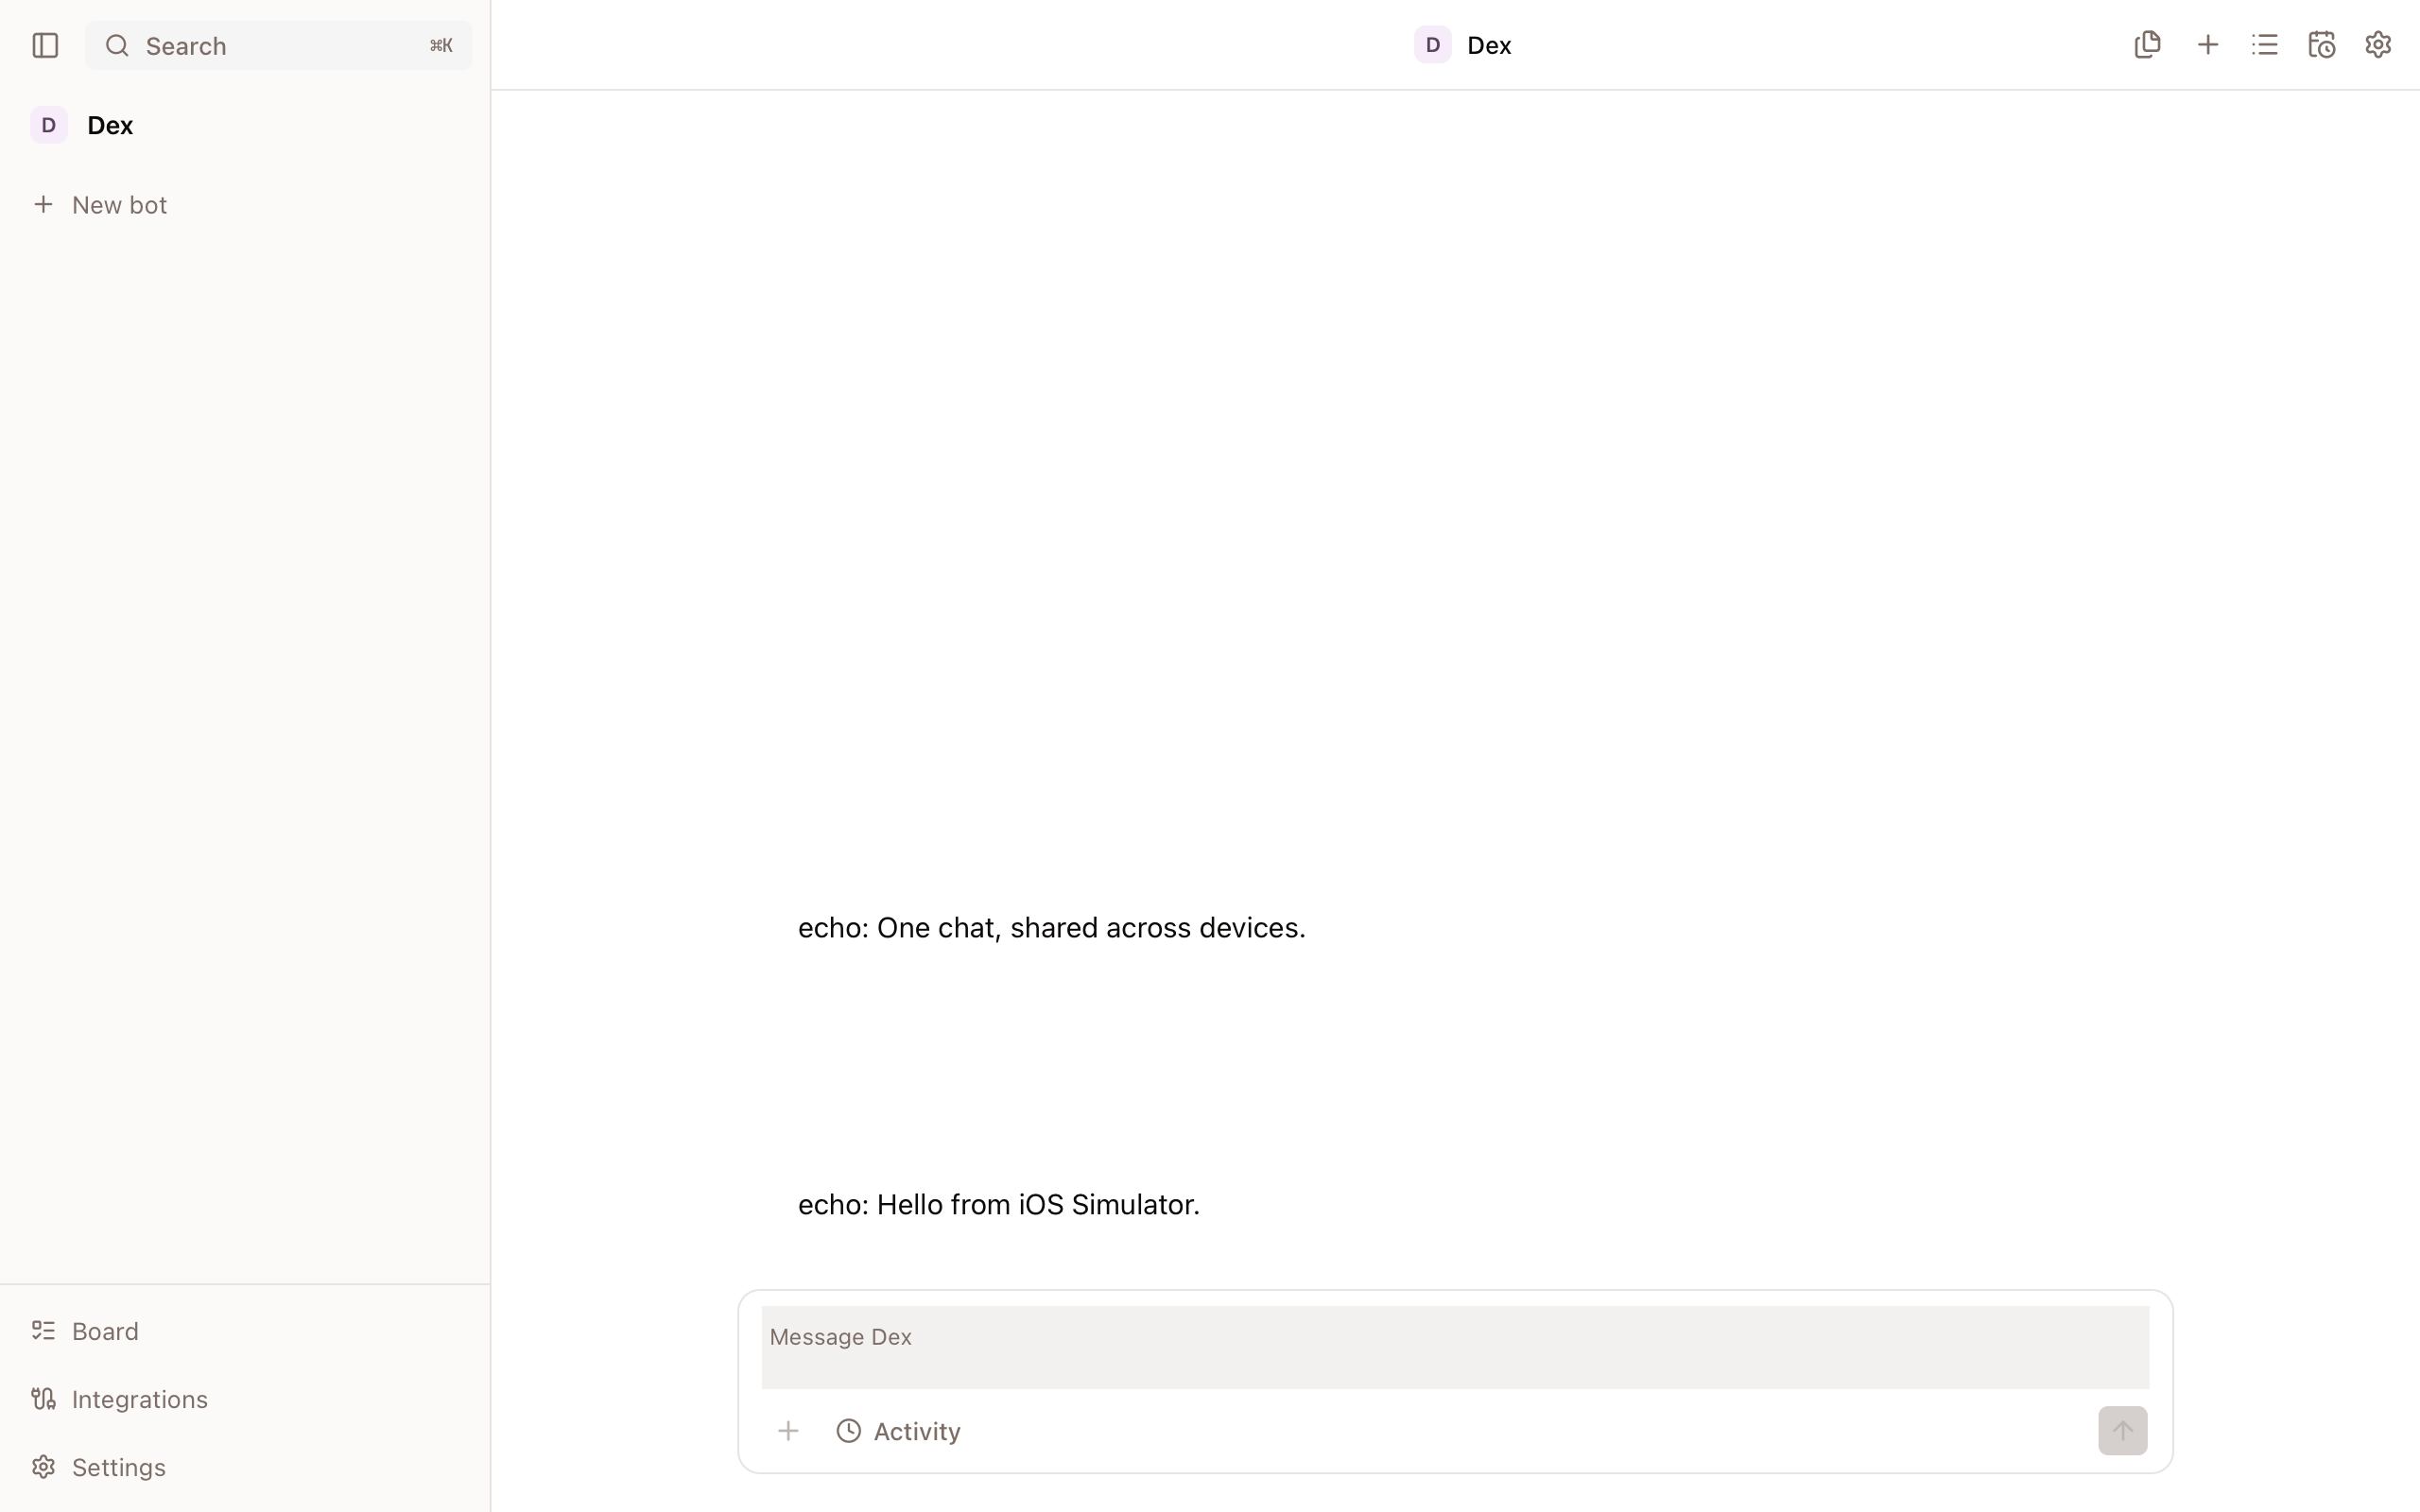 Search ⌘K
D Dex
New bot
D Dex
echo: One chat, shared across devices.
echo: Hello from iOS Simulator.
Message Dex
Activity
Board
Integrations
Settings